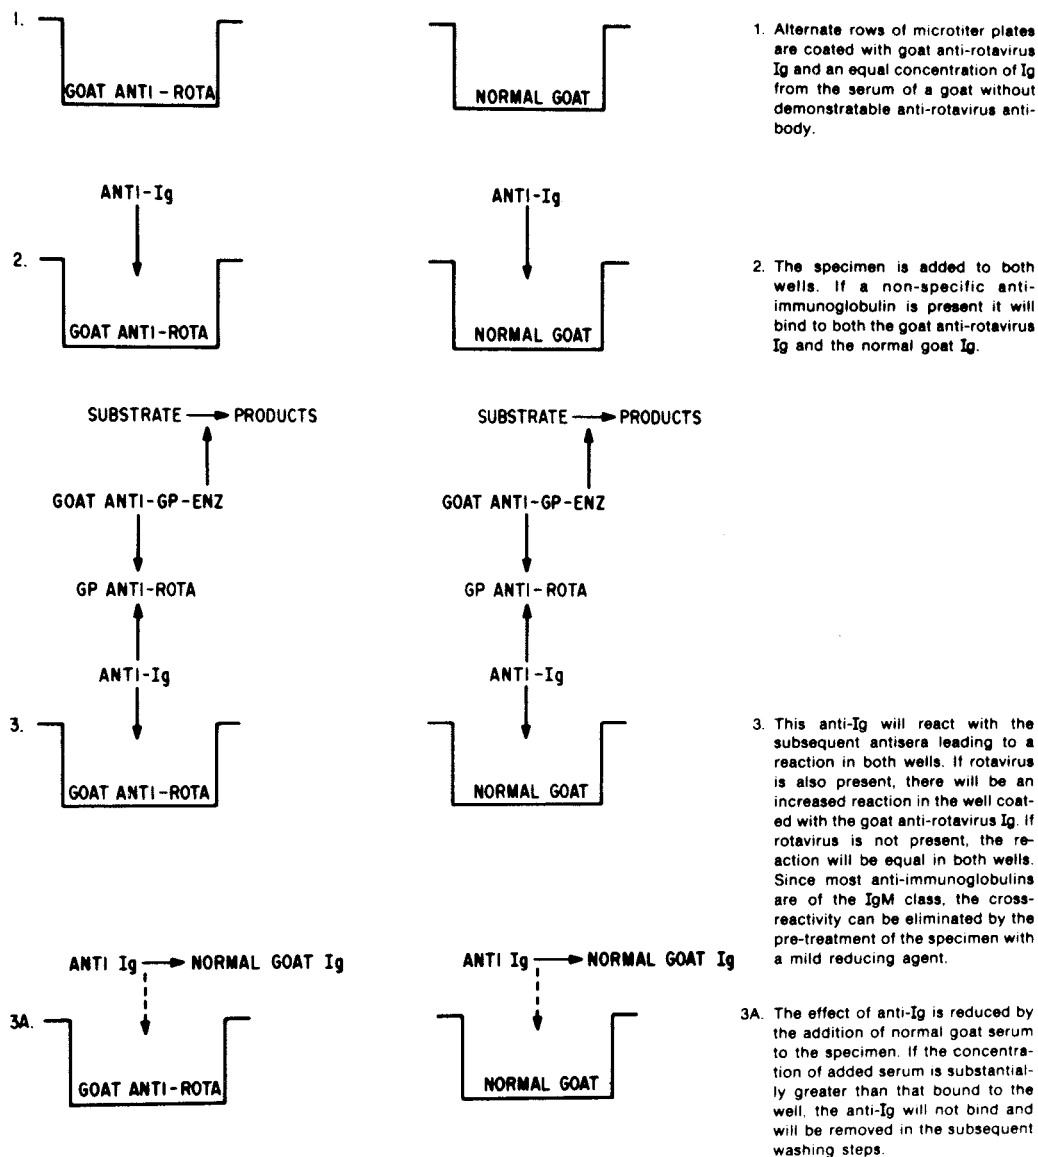 1.
GOAT ANTI-ROTA
NORMAL GOAT
1. Alternate rows of microtiter plates
are coated with goat anti-rotavirus
Ig and an equal concentration of Ig
from the serum of a goat without
demonstratable anti-rotavirus anti-
body.
ANTI-Ig
ANTI-Ig
2.
GOAT ANTI-ROTA
NORMAL GOAT
2. The specimen is added to both
wells. If a non-specific anti-
immunoglobulin is present it will
bind to both the goat anti-rotavirus
Ig and the normal goat Ig.
SUBSTRATE PRODUCTS
SUBSTRATE PRODUCTS
GOAT ANTI-GP-ENZ
GOAT ANTI-GP-ENZ
GP ANTI-ROTA
GP ANTI-ROTA
ANTI-Ig
ANTI-Ig
3.
GOAT ANTI-ROTA
NORMAL GOAT
3. This anti-Ig will react with the
subsequent antisera leading to a
reaction in both wells. If rotavirus
is also present, there will be an
increased reaction in the well coat-
ed with the goat anti-rotavirus Ig. If
rotavirus is not present, the re-
action will be equal in both wells.
Since most anti-immunoglobulins
are of the IgM class, the cross-
reactivity can be eliminated by the
pre-treatment of the specimen with
a mild reducing agent.
ANTI Ig NORMAL GOAT Ig
ANTI Ig NORMAL GOAT Ig
3A.
GOAT ANTI-ROTA
NORMAL GOAT
3A. The effect of anti-Ig is reduced by
the addition of normal goat serum
to the specimen. If the concentra-
tion of added serum is substantial-
ly greater than that bound to the
well, the anti-Ig will not bind and
will be removed in the subsequent
washing steps.